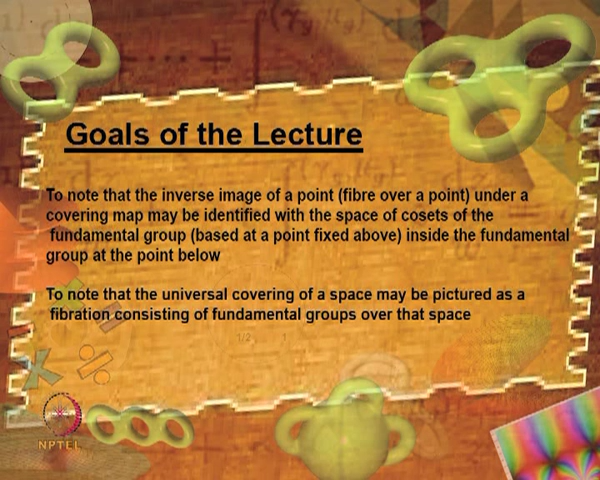 Goals of the Lecture
To note that the inverse image of a point (fibre over a point) under a
covering map may be identified with the space of cosets of the
fundamental group (based at a point fixed above) inside the fundamental
group at the point below
To note that the universal covering of a space may be pictured as a
fibration consisting of fundamental groups over that space
NPTEL